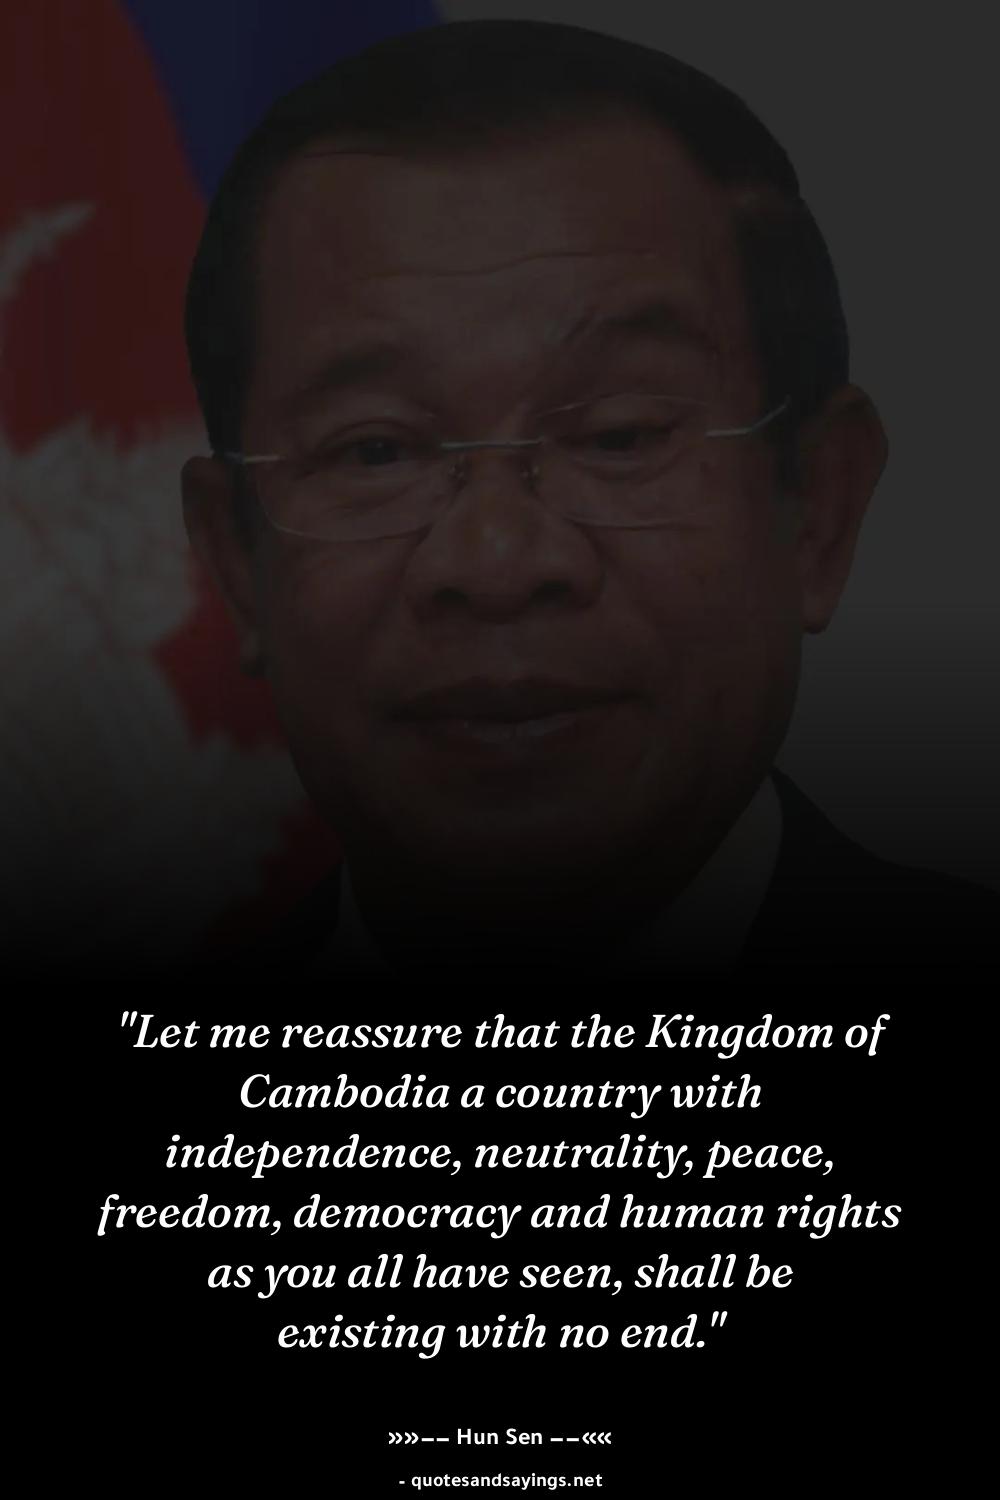 "Let me reassure that the Kingdom of
Cambodia a country with
independence, neutrality, peace,
freedom, democracy and human rights
as you all have seen, shall be
existing with no end."
»»−− Hun Sen −−««
- quotesandsayings.net